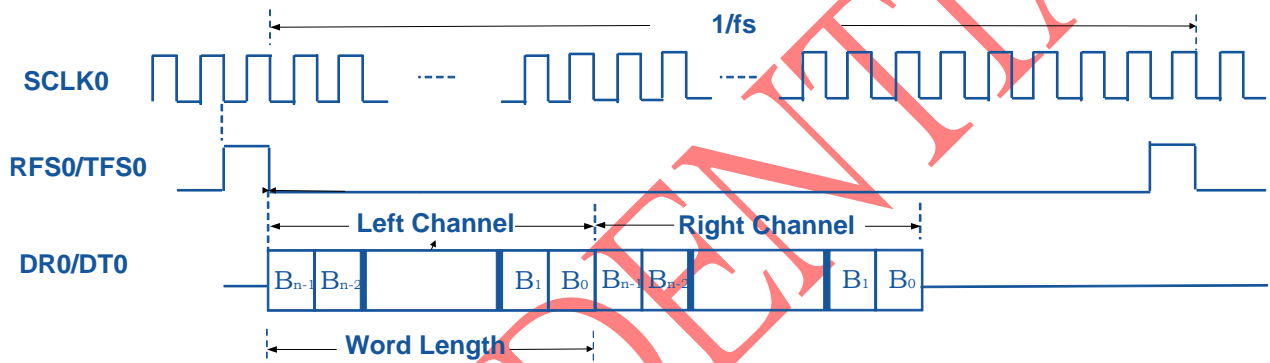 1/fs
SCLK0
RFS0/TFS0
Left Channel Right Channel
DR0/DT0 Bn-1 Bn-2 B1 B0 Bn-1 Bn-2 B1 B0
Word Length